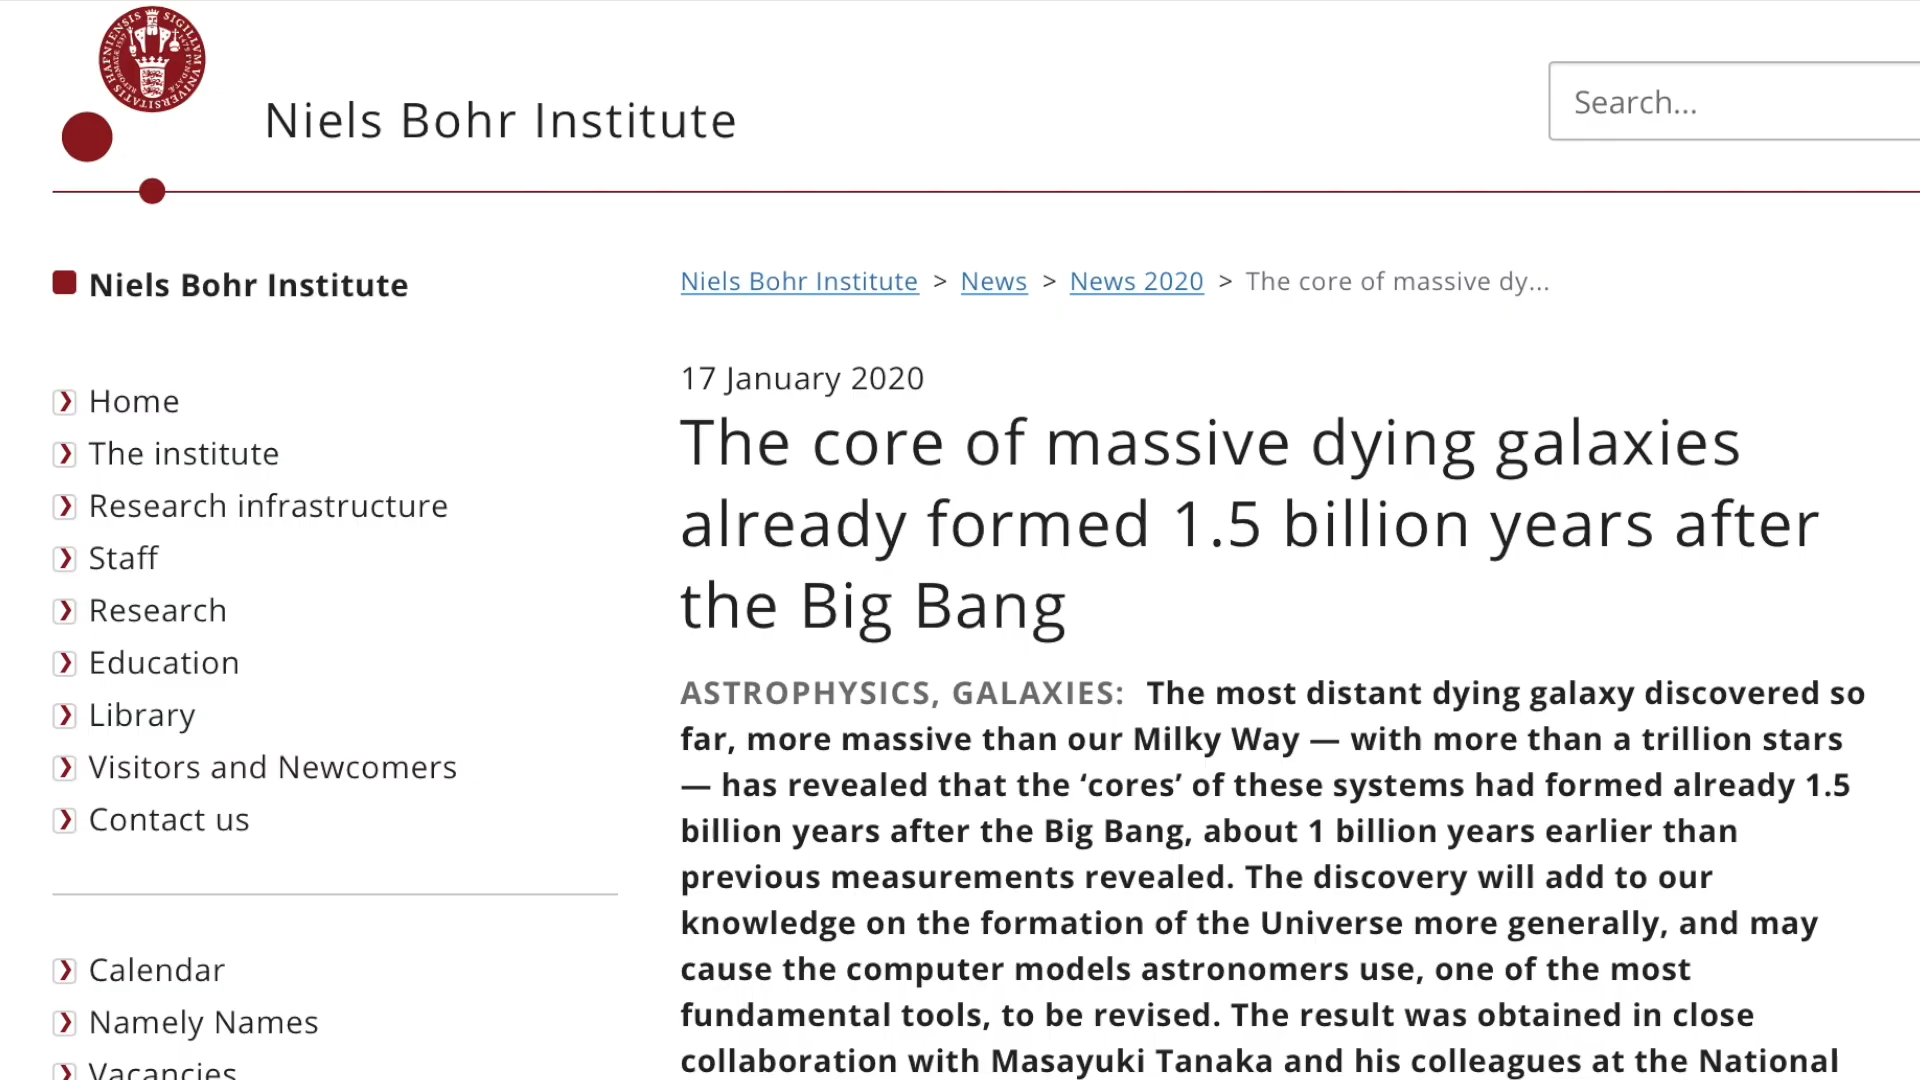 Niels Bohr Institute
Search...
Niels Bohr Institute
Niels Bohr Institute > News > News 2020 > The core of massive dy...
Home
The institute
Research infrastructure
Staff
Research
Education
Library
Visitors and Newcomers
Contact us
Calendar
Namely Names
Vacancies
17 January 2020
The core of massive dying galaxies
already formed 1.5 billion years after
the Big Bang
ASTROPHYSICS, GALAXIES: The most distant dying galaxy discovered so
far, more massive than our Milky Way — with more than a trillion stars
— has revealed that the ‘cores’ of these systems had formed already 1.5
billion years after the Big Bang, about 1 billion years earlier than
previous measurements revealed. The discovery will add to our
knowledge on the formation of the Universe more generally, and may
cause the computer models astronomers use, one of the most
fundamental tools, to be revised. The result was obtained in close
collaboration with Masayuki Tanaka and his colleagues at the National